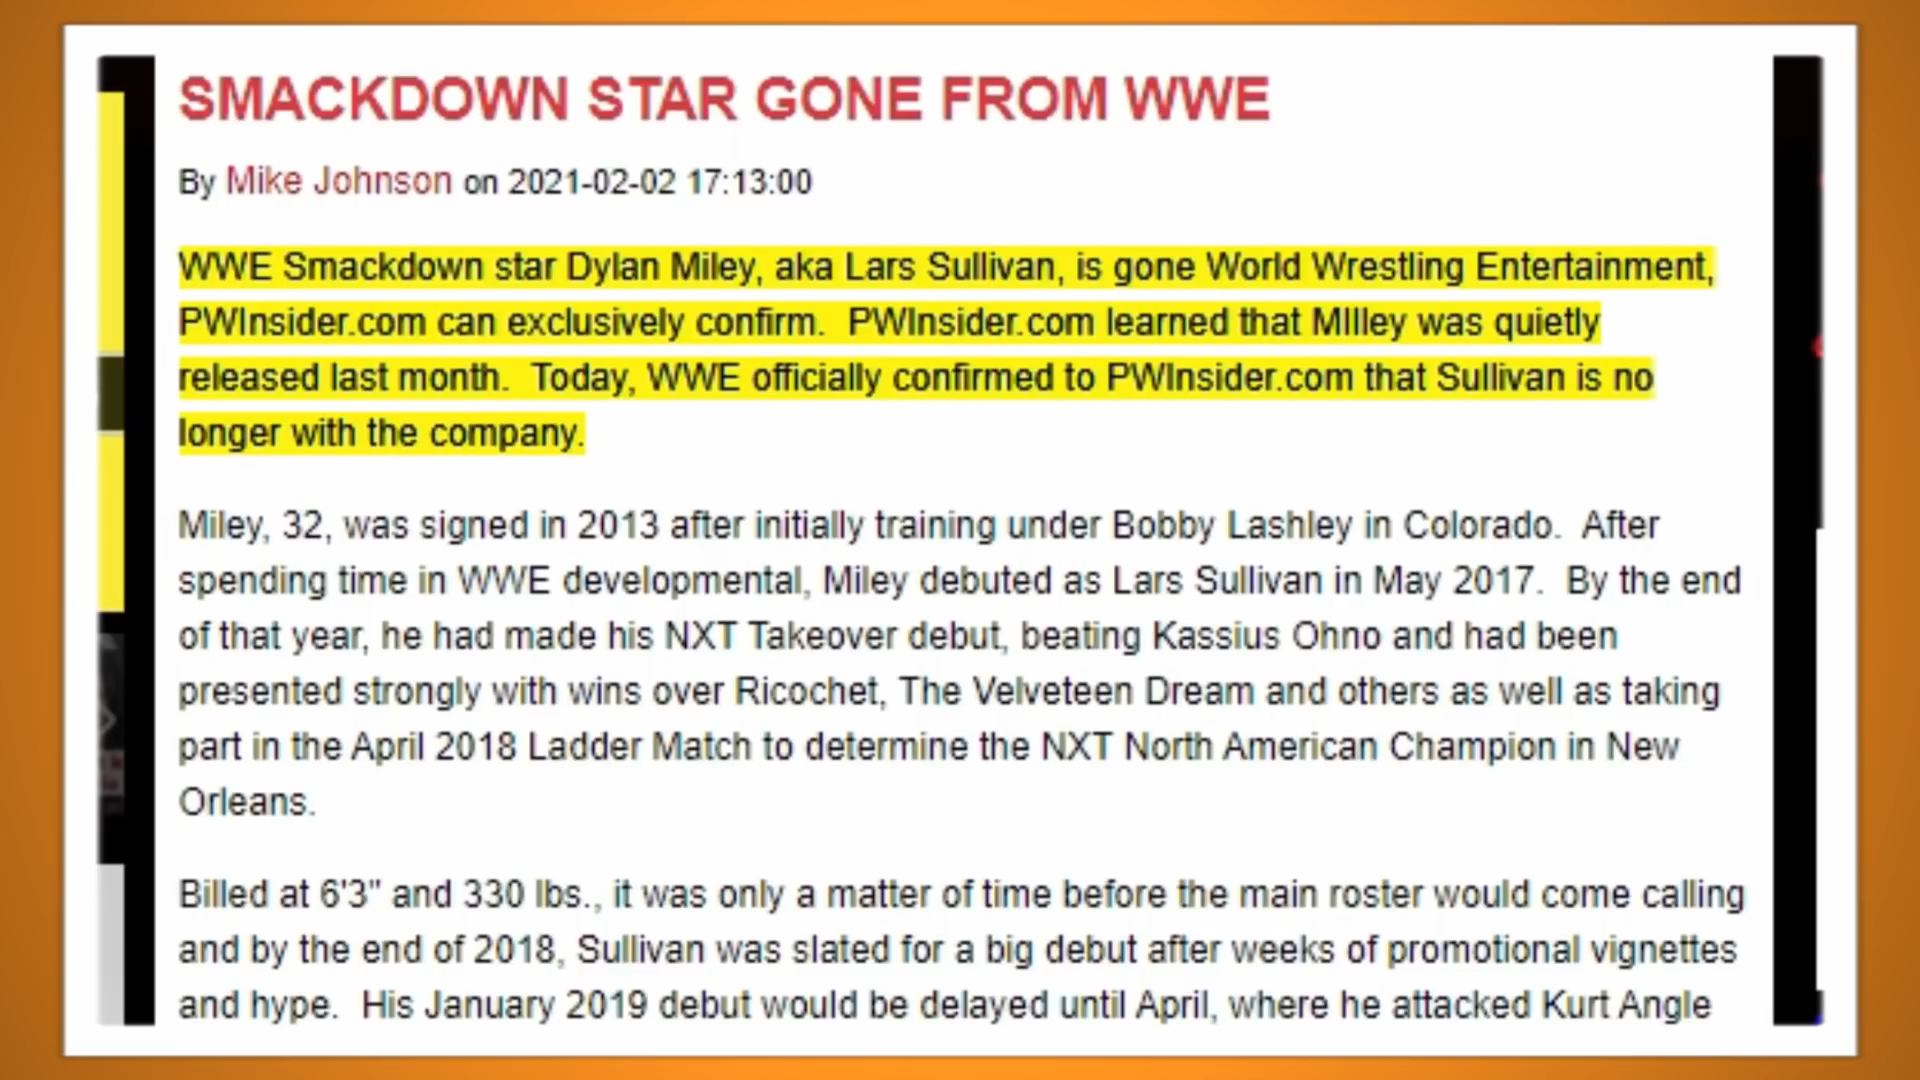 SMACKDOWN STAR GONE FROM WWE
By Mike Johnson on 2021-02-02 17:13:00
WWE Smackdown star Dylan Miley, aka Lars Sullivan, is gone World Wrestling Entertainment,
PWInsider.com can exclusively confirm.  PWInsider.com learned that MIlley was quietly
released last month.  Today, WWE officially confirmed to PWInsider.com that Sullivan is no
longer with the company.
Miley, 32, was signed in 2013 after initially training under Bobby Lashley in Colorado.  After
spending time in WWE developmental, Miley debuted as Lars Sullivan in May 2017.  By the end
of that year, he had made his NXT Takeover debut, beating Kassius Ohno and had been
presented strongly with wins over Ricochet, The Velveteen Dream and others as well as taking
part in the April 2018 Ladder Match to determine the NXT North American Champion in New
Orleans.
Billed at 6'3" and 330 lbs., it was only a matter of time before the main roster would come calling
and by the end of 2018, Sullivan was slated for a big debut after weeks of promotional vignettes
and hype.  His January 2019 debut would be delayed until April, where he attacked Kurt Angle